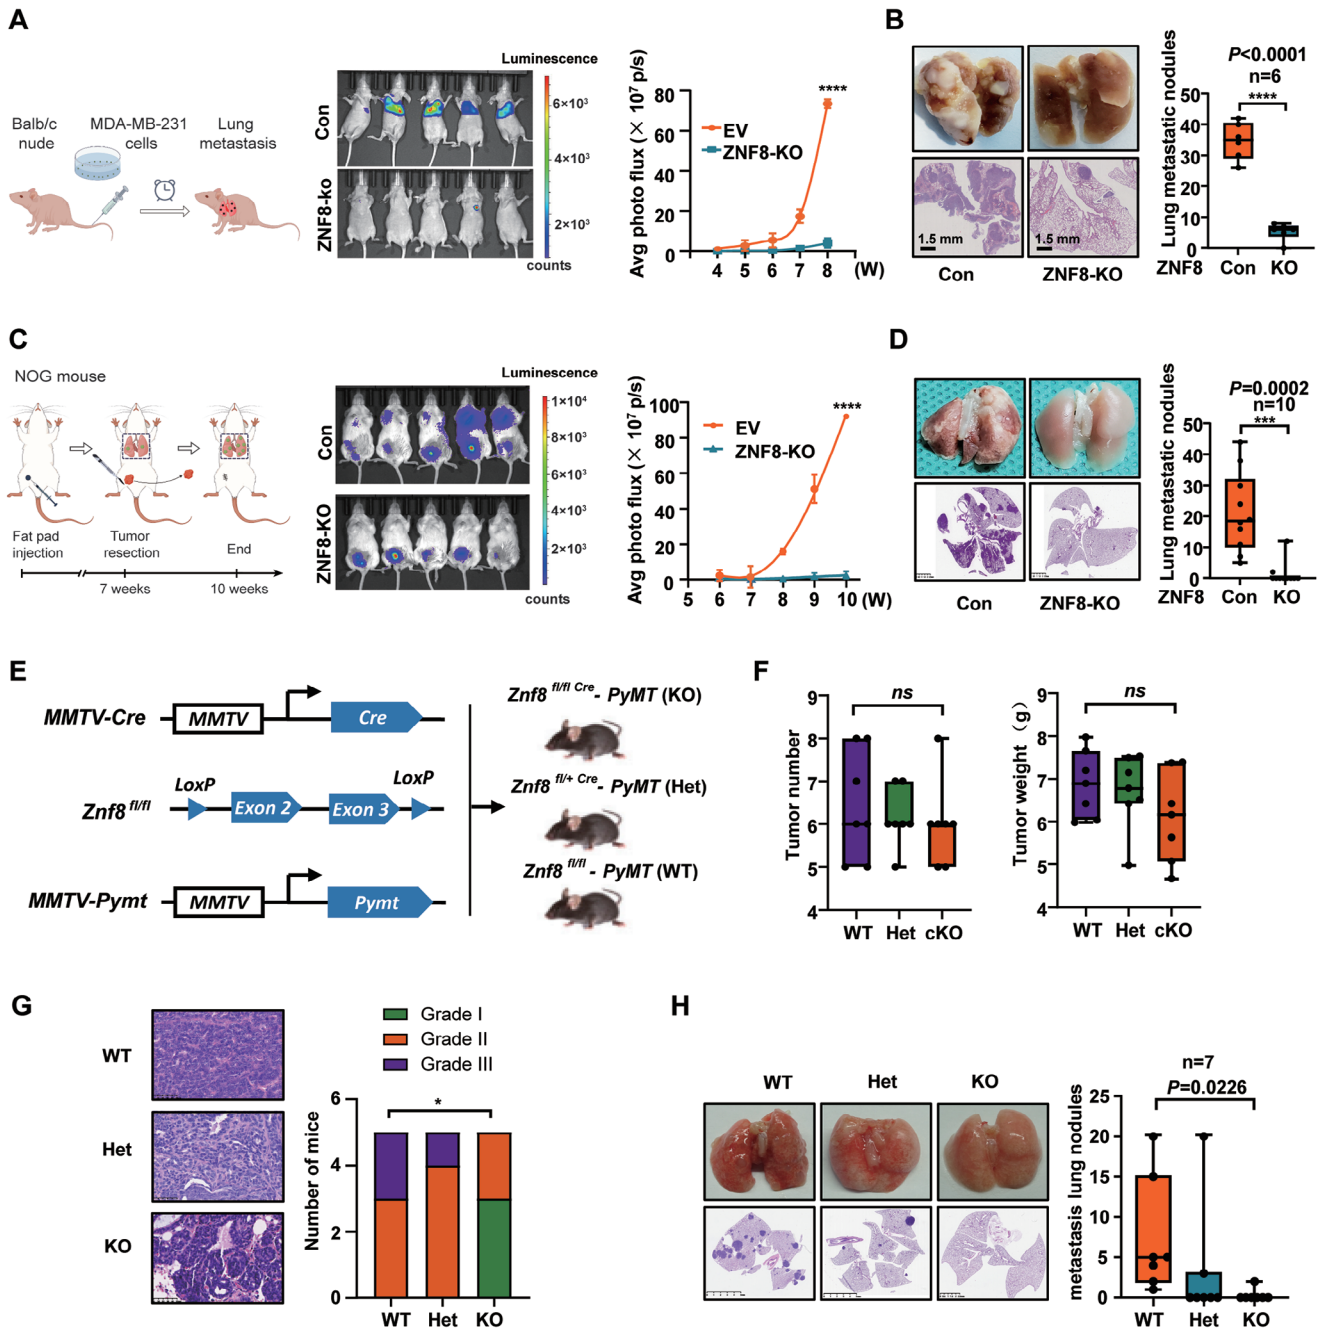 A
Balb/c
nude
MDA-MB-231
cells
Lung
metastasis
Luminescence
Con
ZNF8-ko
6×10³
4×10³
2×10³
counts
Avg photo flux (× 10⁷ p/s)
80
60
40
20
0
EV
ZNF8-KO
****
4 5 6 7 8 (W)
B
1.5 mm
1.5 mm
Con
ZNF8-KO
Lung metastatic nodules
P<0.0001
n=6
****
50
40
30
20
10
0
ZNF8 Con KO
C
NOG mouse
Fat pad
injection
Tumor
resection
End
7 weeks
10 weeks
Luminescence
Con
ZNF8-KO
1×10⁴
8×10³
6×10³
4×10³
2×10³
counts
Avg photo flux (× 10⁷ p/s)
100
80
60
40
20
0
EV
ZNF8-KO
****
5 6 7 8 9 10 (W)
D
Con
ZNF8-KO
Lung metastatic nodules
P=0.0002
n=10
***
50
40
30
20
10
0
ZNF8 Con KO
E
MMTV-Cre
MMTV
Cre
LoxP
LoxP
Znf8 fl/fl
Exon 2
Exon 3
MMTV-Pymt
MMTV
Pymt
Znf8 fl/fl Cre- PyMT (KO)
Znf8 fl/+ Cre- PyMT (Het)
Znf8 fl/fl - PyMT (WT)
F
Tumor number
9
8
7
6
5
4
ns
WT Het cKO
Tumor weight (g)
9
8
7
6
5
4
ns
WT Het cKO
G
WT
Het
KO
Grade I
Grade II
Grade III
Number of mice
6
4
2
0
*
WT Het KO
H
WT
Het
KO
n=7
P=0.0226
metastasis lung nodules
25
20
15
10
5
0
WT Het KO